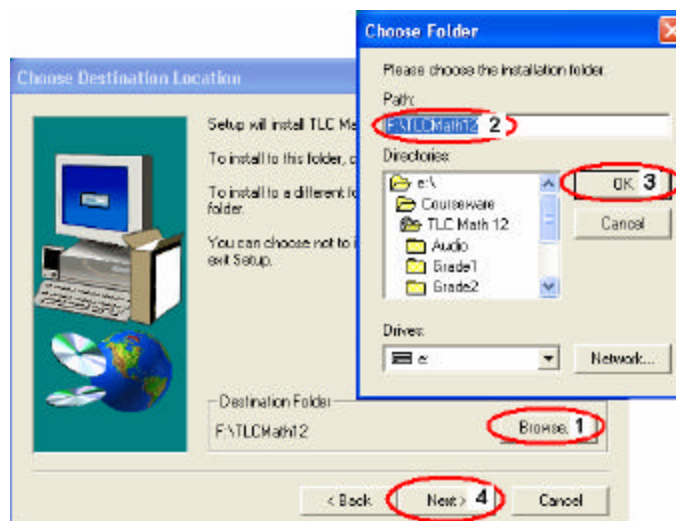 Choose Folder
Please choose the installation folder.
Path:
F:\TLCMath12 2
Directories:
e:\
Courseware
TLC Math 12
Audio
Grade1
Grade2
OK 3
Cancel
Drives:
e:
Network...
Choose Destination Location
Setup will install TLC Ma
To install to this folder, c
To install to a different fo
folder.
You can choose not to i
exit Setup.
Destination Folder
F:\TLCMath12
Browse. 1
< Back
Next > 4
Cancel